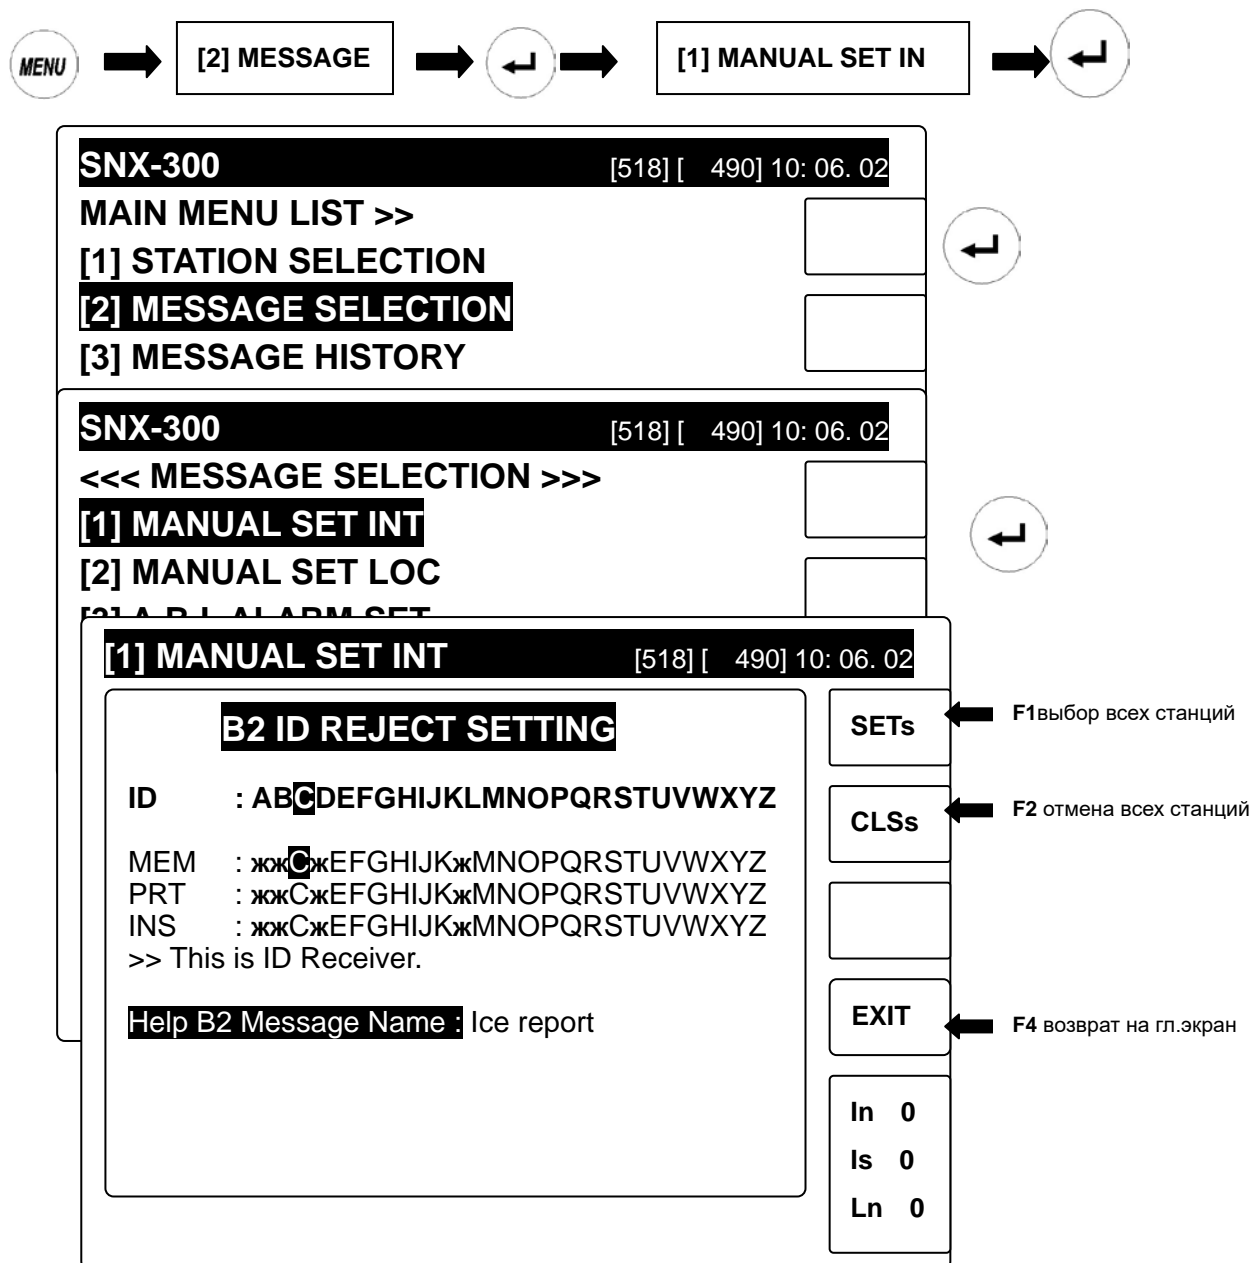 MENU [2] MESSAGE [1] MANUAL SET IN
SNX-300 [518] [ 490] 10: 06. 02
MAIN MENU LIST >>
[1] STATION SELECTION
[2] MESSAGE SELECTION
[3] MESSAGE HISTORY
SNX-300 [518] [ 490] 10: 06. 02
<<< MESSAGE SELECTION >>>
[1] MANUAL SET INT
[2] MANUAL SET LOC
[3] A,B,L ALARM SET
[1] MANUAL SET INT [518] [ 490] 10: 06. 02
B2 ID REJECT SETTING
ID : ABCDEFGHIJKLMNOPQRSTUVWXYZ
MEM : жжCжEFGHIJKжMNOPQRSTUVWXYZ
PRT : жжCжEFGHIJKжMNOPQRSTUVWXYZ
INS : жжCжEFGHIJKжMNOPQRSTUVWXYZ
>> This is ID Receiver.
Help B2 Message Name : Ice report
SETs
F1выбор всех станций
CLSs
F2 отмена всех станций
EXIT
F4 возврат на гл.экран
In 0
Is 0
Ln 0